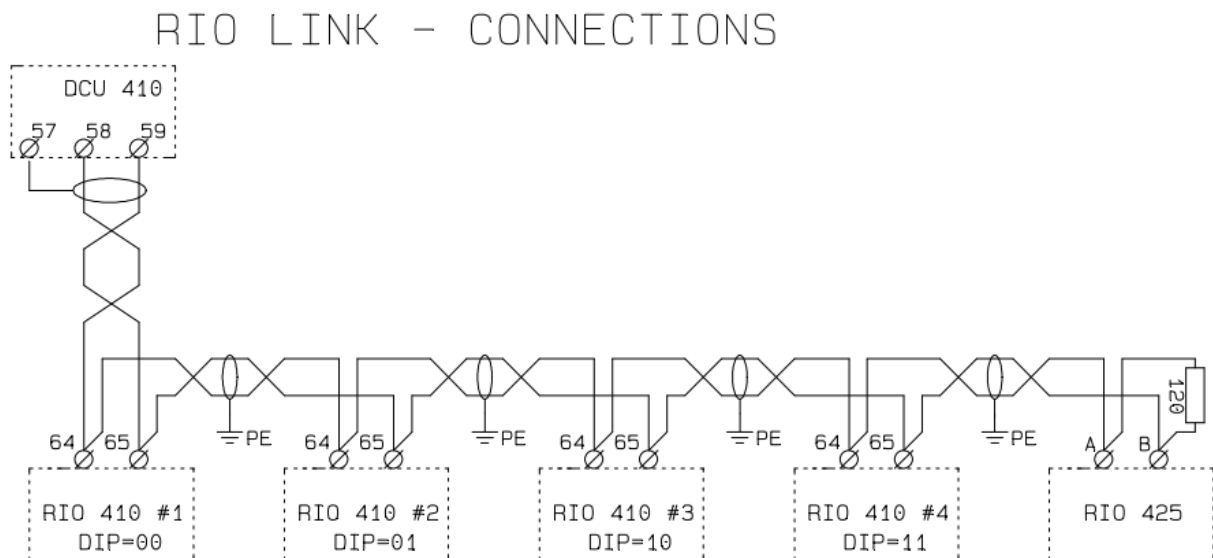 RIO LINK - CONNECTIONS
DCU 410
57 58 59
120
PE PE PE PE
64 65 64 65 64 65 64 65 A B
RIO 410 #1 RIO 410 #2 RIO 410 #3 RIO 410 #4 RIO 425
DIP=00 DIP=01 DIP=10 DIP=11